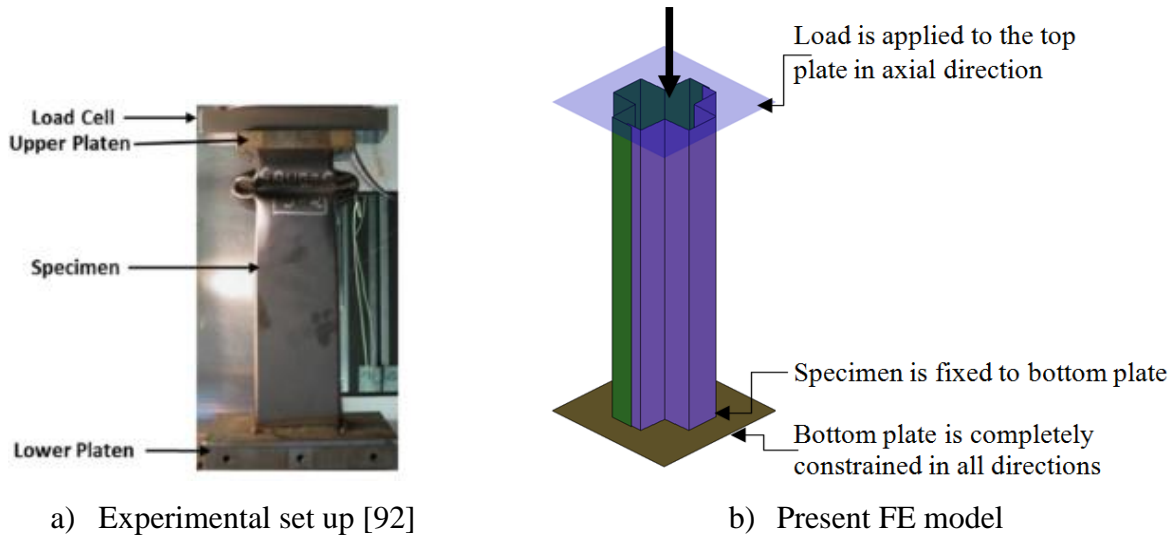 Load Cell
Upper Platen
Specimen
Lower Platen
a) Experimental set up [92]
Load is applied to the top
plate in axial direction
Specimen is fixed to bottom plate
Bottom plate is completely
constrained in all directions
b) Present FE model